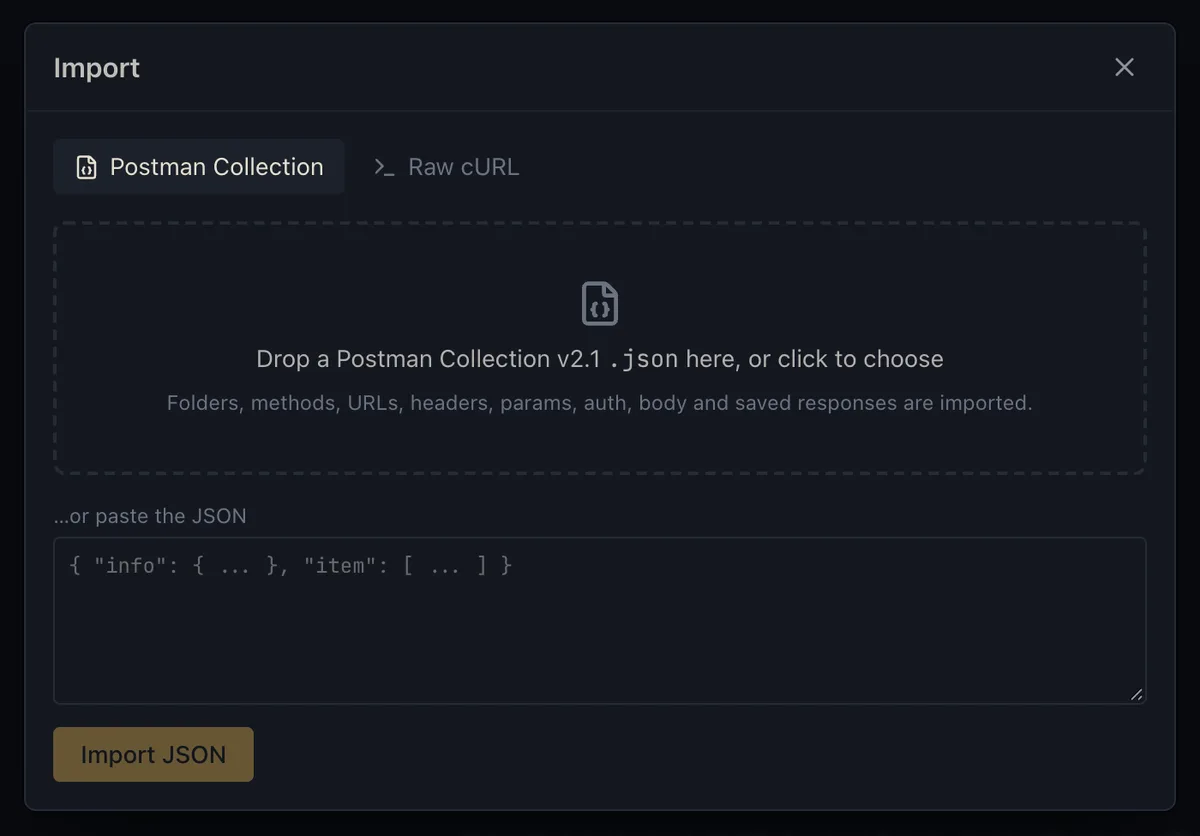 Import
Postman Collection
Raw cURL
Drop a Postman Collection v2.1 .json here, or click to choose
Folders, methods, URLs, headers, params, auth, body and saved responses are imported.
…or paste the JSON
{ "info": { ... }, "item": [ ... ] }
Import JSON